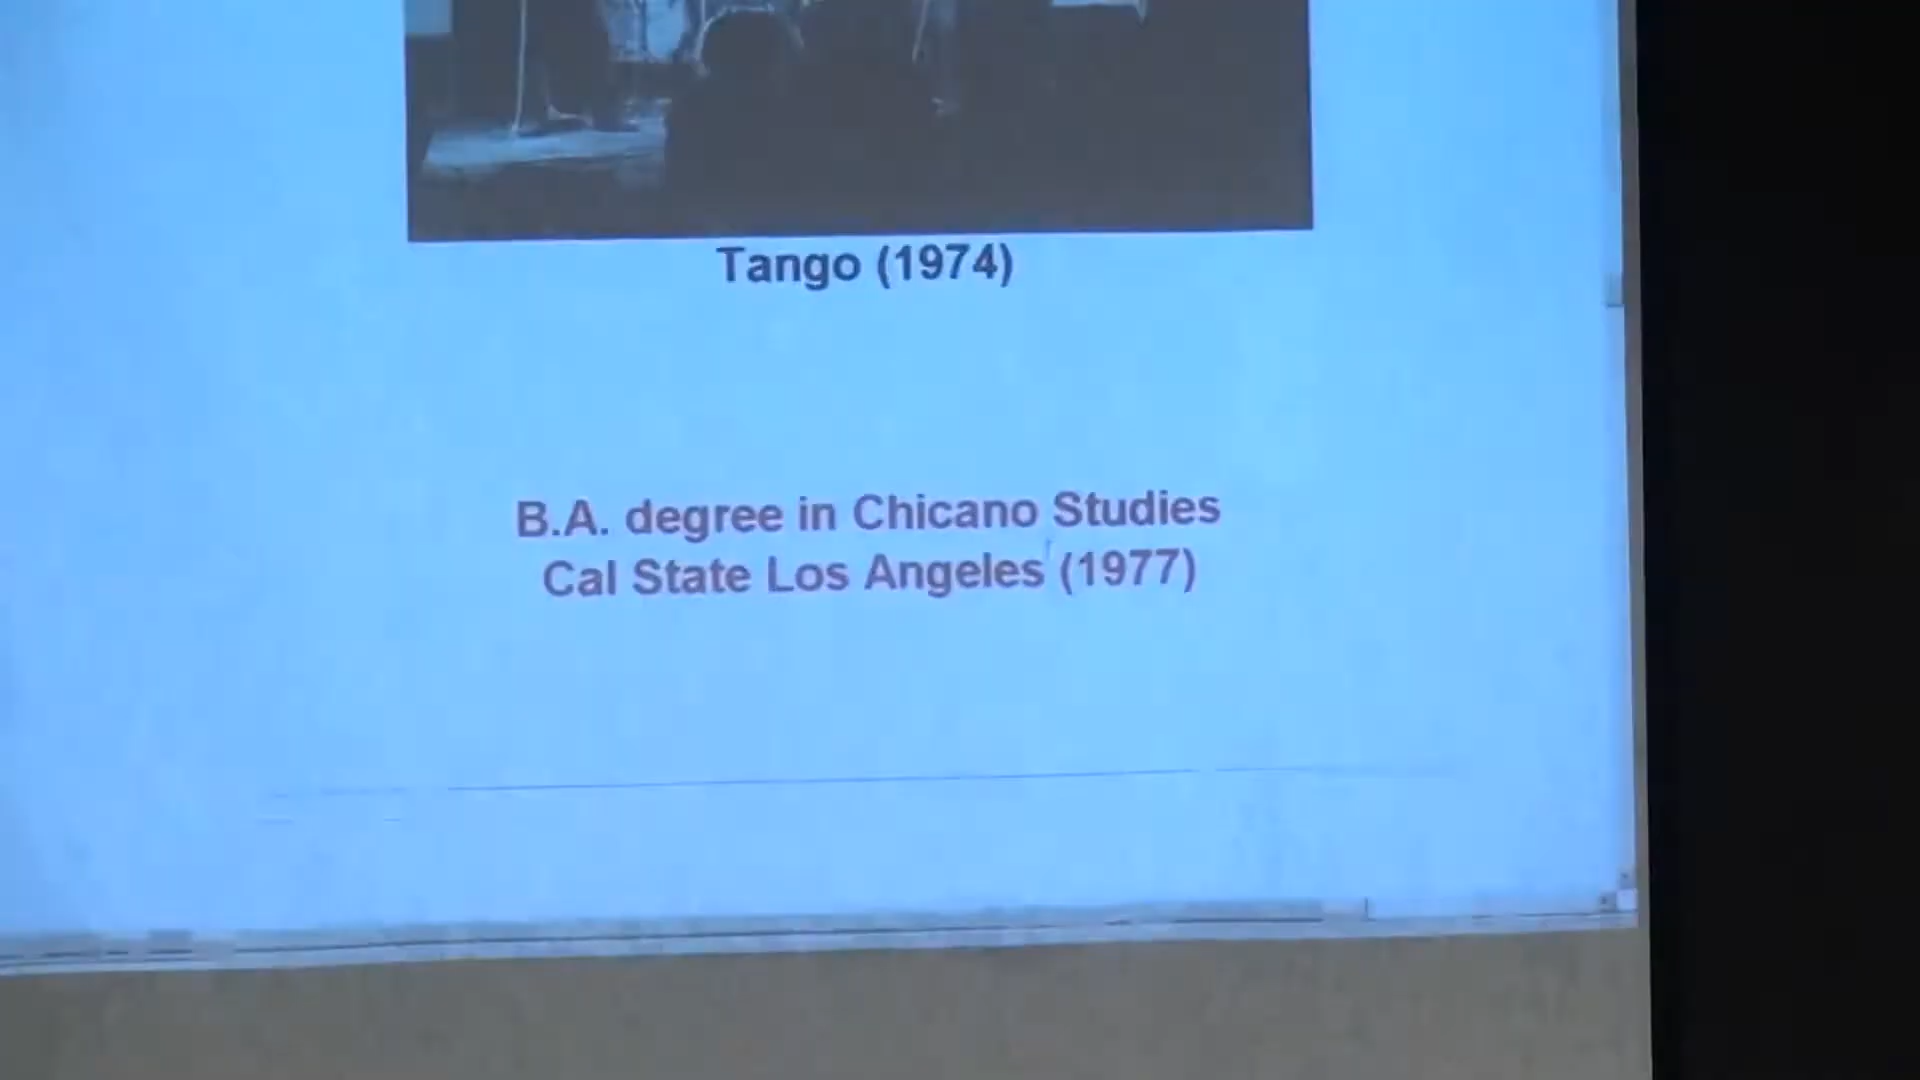 Tango (1974)
B.A. degree in Chicano Studies
Cal State Los Angeles (1977)